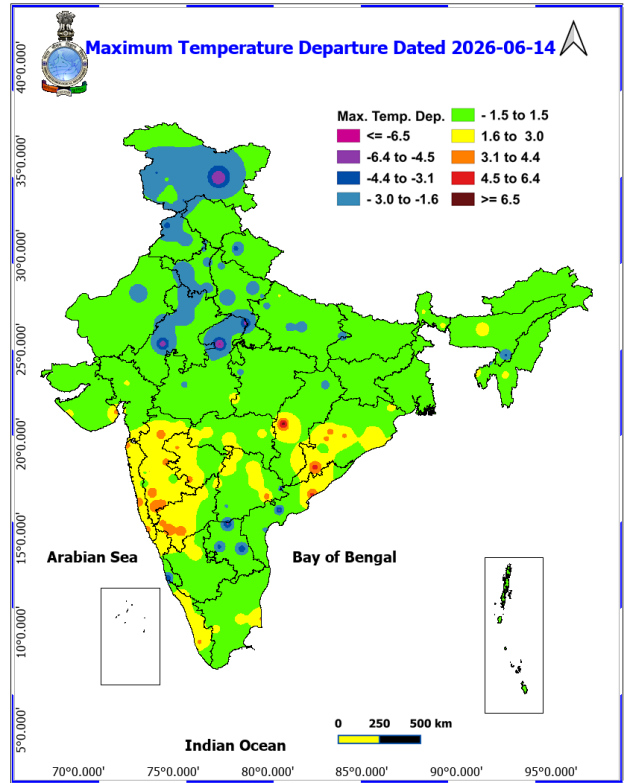 Maximum Temperature Departure Dated 2026-06-14
Max. Temp. Dep.
<= -6.5
-6.4 to -4.5
-4.4 to -3.1
- 3.0 to -1.6
- 1.5 to 1.5
1.6 to 3.0
3.1 to 4.4
4.5 to 6.4
>= 6.5
40°0.000'
35°0.000'
30°0.000'
25°0.000'
20°0.000'
15°0.000'
10°0.000'
5°0.000'
Arabian Sea
Bay of Bengal
Indian Ocean
0 250 500 km
70°0.000' 75°0.000' 80°0.000' 85°0.000' 90°0.000' 95°0.000'